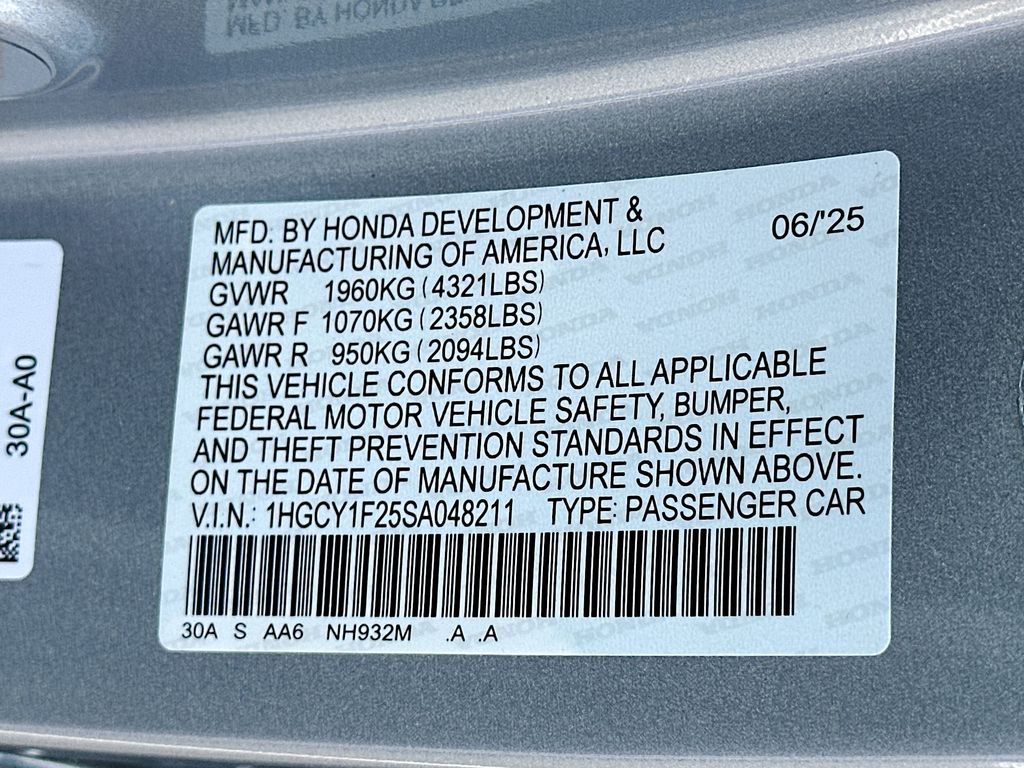 MFD. BY HONDA DEVELOPMENT &
MANUFACTURING OF AMERICA, LLC
06/'25
GVWR 1960KG (4321LBS)
GAWR F 1070KG (2358LBS)
GAWR R 950KG (2094LBS)
THIS VEHICLE CONFORMS TO ALL APPLICABLE
FEDERAL MOTOR VEHICLE SAFETY, BUMPER,
AND THEFT PREVENTION STANDARDS IN EFFECT
ON THE DATE OF MANUFACTURE SHOWN ABOVE.
V.I.N.: 1HGCY1F25SA048211 TYPE: PASSENGER CAR
30A S AA6 NH932M .A .A
30A-A0